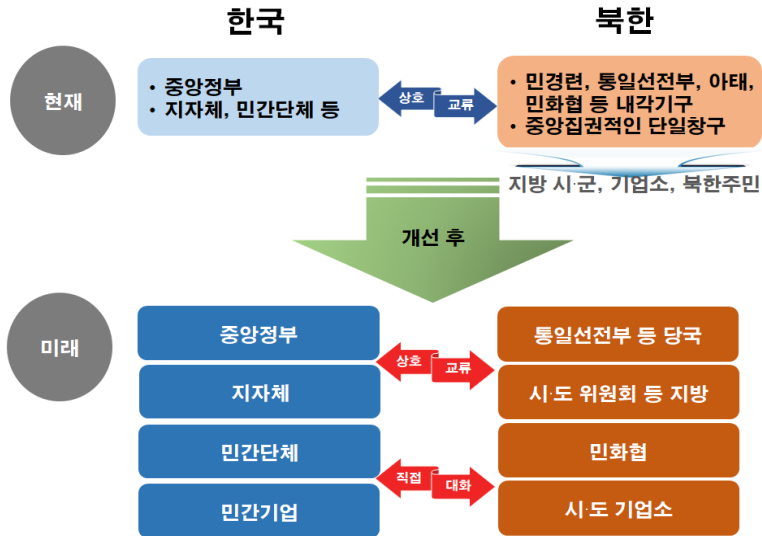 한국
북한
현재
• 중앙정부
• 지자체, 민간단체 등
상호
교류
• 민경련, 통일선전부, 아태,
민화협 등 내각기구
• 중앙집권적인 단일창구
지방 시·군, 기업소, 북한주민
개선 후
미래
중앙정부
통일선전부 등 당국
상호
교류
지자체
시·도 위원회 등 지방
민간단체
민화협
직접
대화
민간기업
시·도 기업소